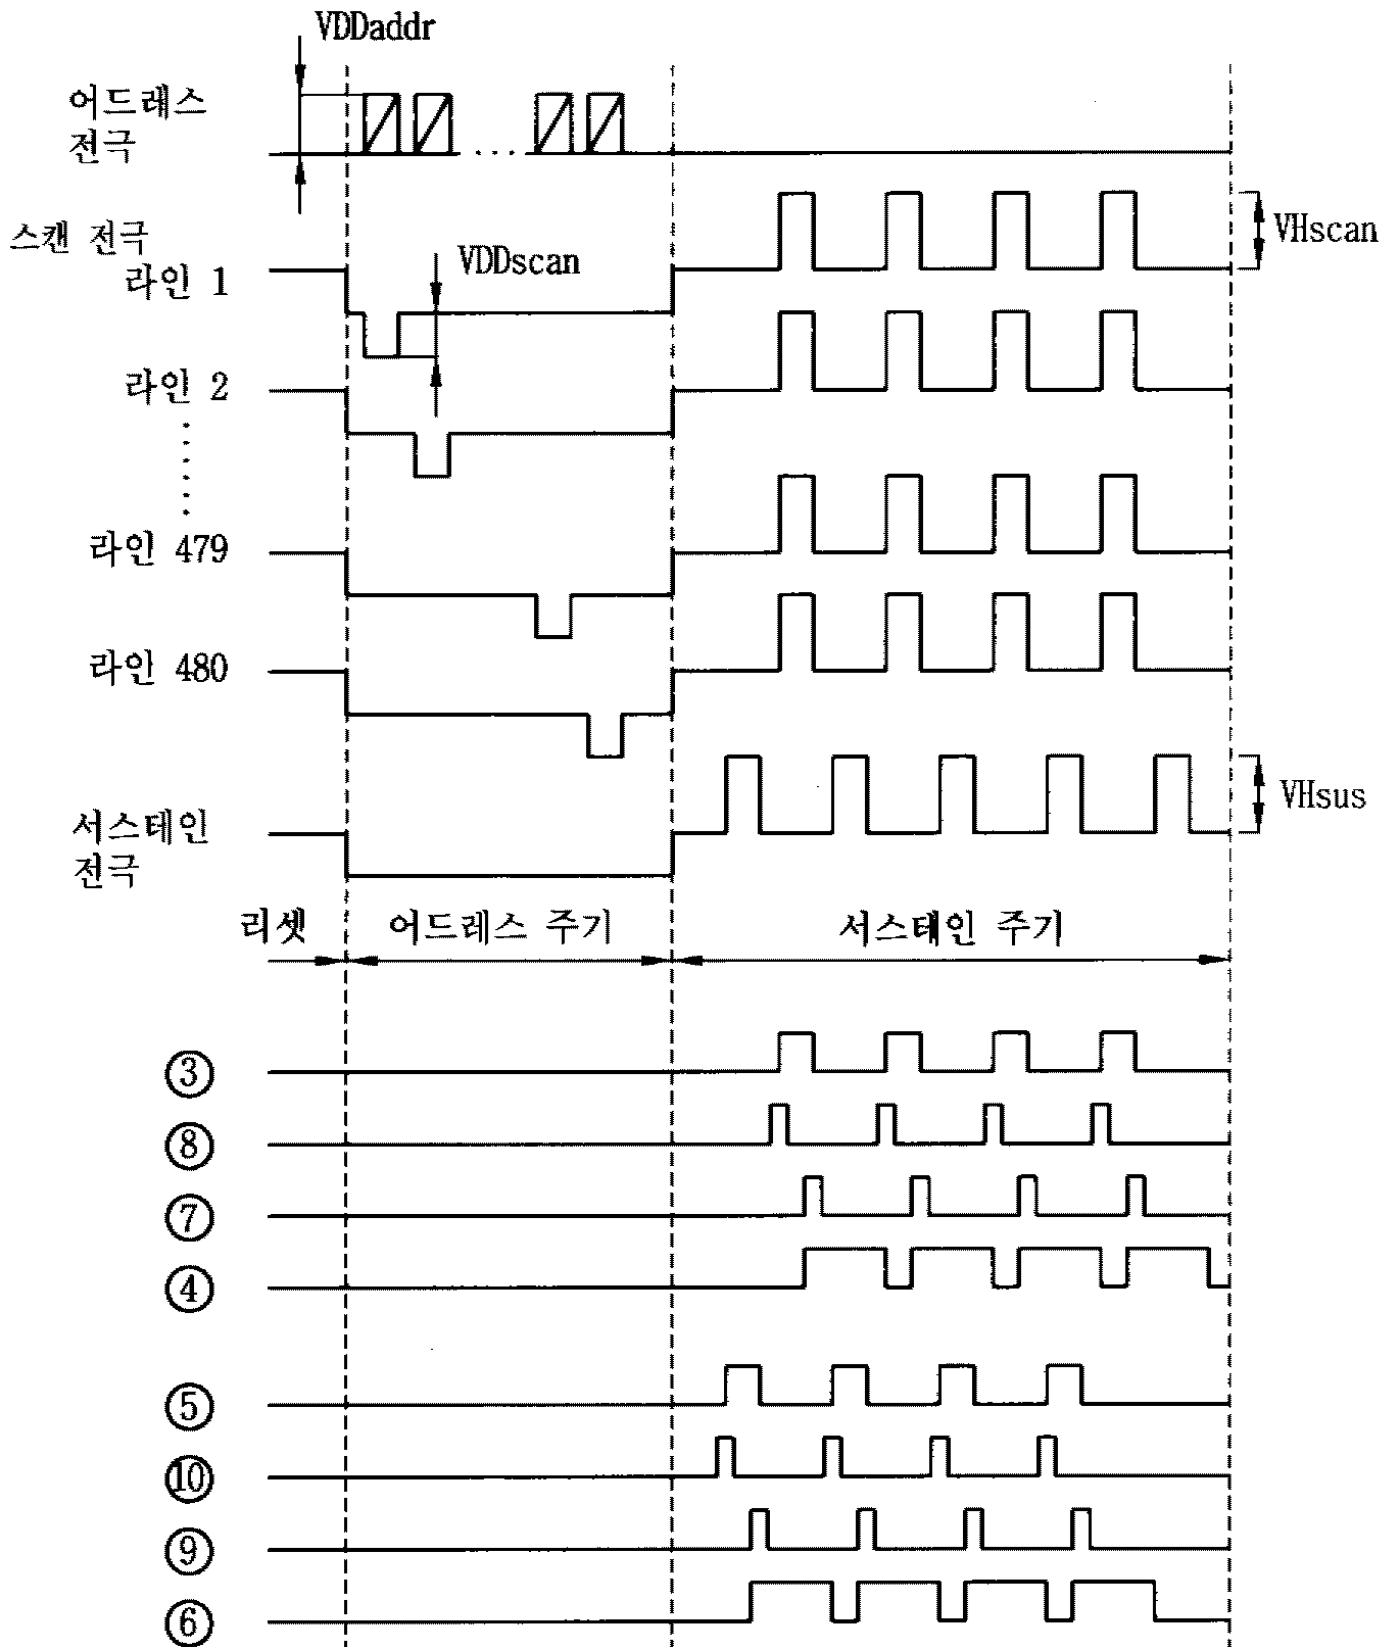 VDDaddr
어드레스
전극
스캔 전극
VHscan
VDDscan
라인 1
라인 2
라인 479
라인 480
VHsus
서스테인
전극
리셋 어드레스 주기 서스테인 주기
③
⑧
⑦
④
⑤
⑩
⑨
⑥